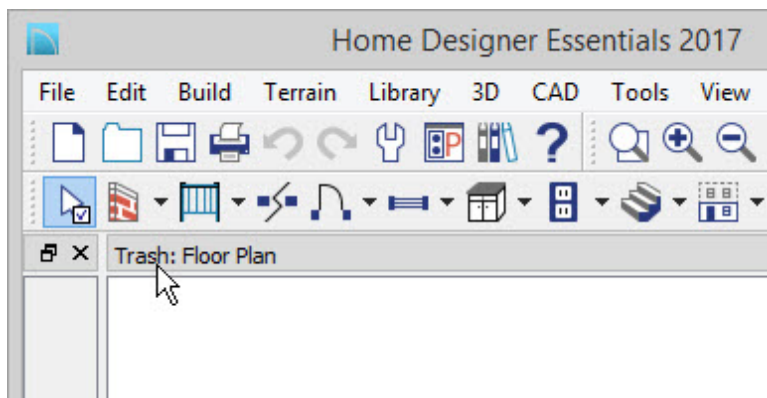 Home Designer Essentials 2017
File Edit Build Terrain Library 3D CAD Tools View
P ?
Trash: Floor Plan